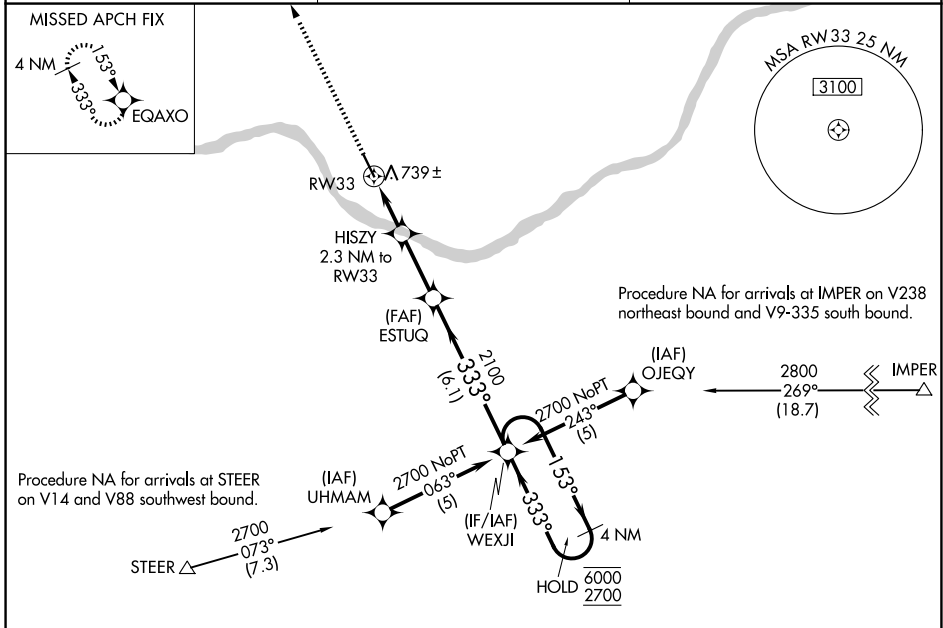 MISSED APCH FIX
4 NM
153°
333°
EQAXO
MSA RW33 25 NM
3100
RW33
739±
HISZY
2.3 NM to
RW33
(FAF)
ESTUQ
2100
333°
(6.1)
Procedure NA for arrivals at IMPER on V238
northeast bound and V9-335 south bound.
(IAF)
OJEQY
2800
269°
(18.7)
IMPER
2700 NoPT
243°
(5)
Procedure NA for arrivals at STEER
on V14 and V88 southwest bound.
(IAF)
UHMAM
2700 NoPT
063°
(5)
(IF/IAF)
WEXJI
153°
333°
4 NM
HOLD
6000
2700
2700
073°
(7.3)
STEER